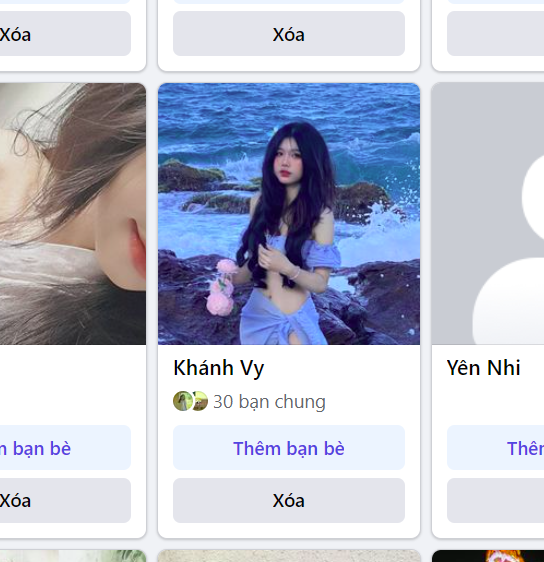 Xóa
Xóa
Khánh Vy
Yên Nhi
30 bạn chung
bạn bè
Thêm bạn bè
Xóa
Xóa